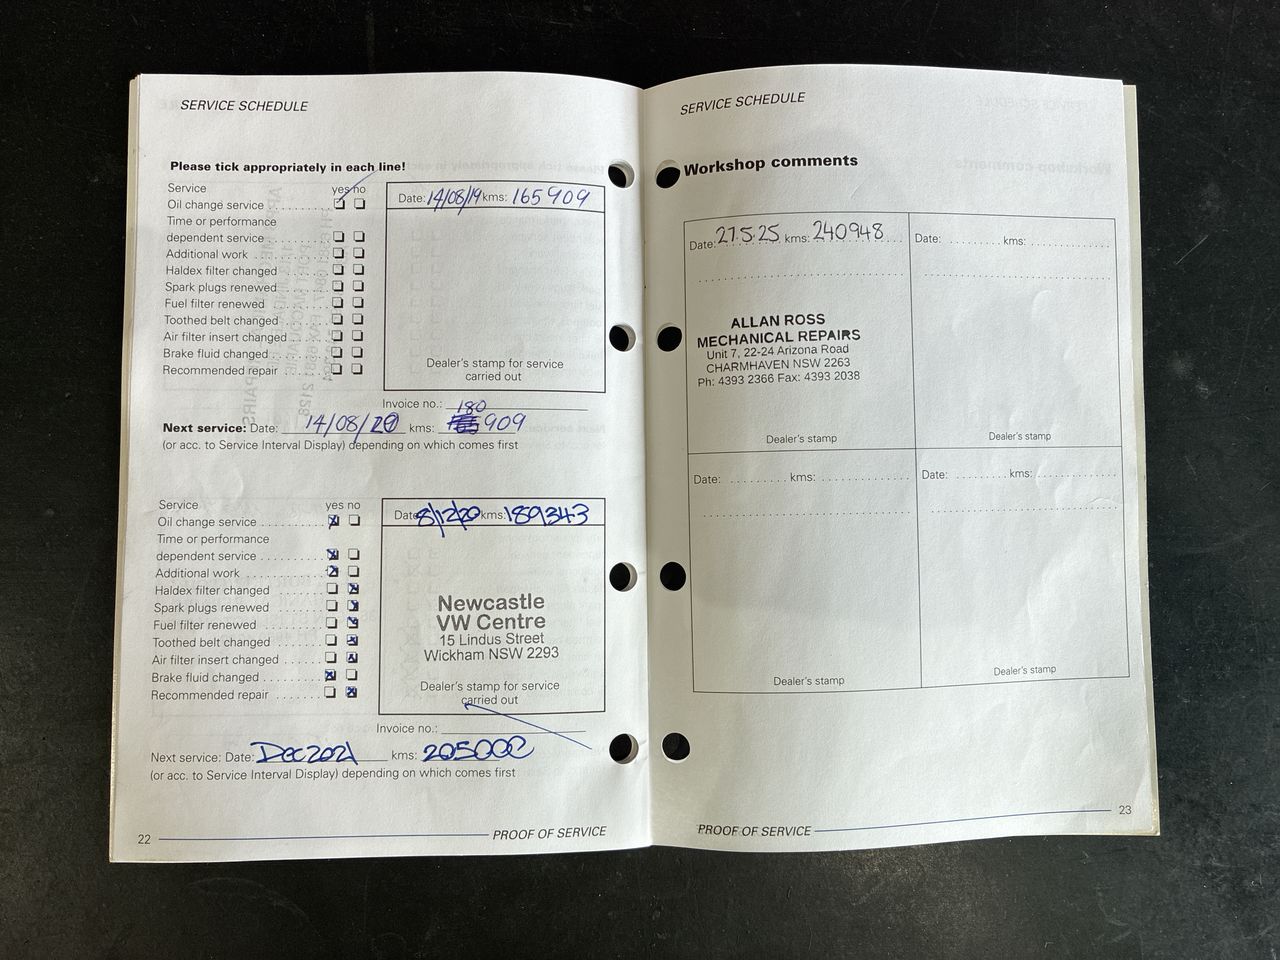 SERVICE SCHEDULE
Please tick appropriately in each line!
Service yes no
Oil change service
Time or performance
dependent service
Additional work
Haldex filter changed
Spark plugs renewed
Fuel filter renewed
Toothed belt changed
Air filter insert changed
Brake fluid changed
Recommended repair
Date: 14/08/19 kms: 165909
Dealer's stamp for service
carried out
Invoice no.:
Next service: Date: 14/08/20 kms: 180 909
(or acc. to Service Interval Display) depending on which comes first
Service yes no
Oil change service
Time or performance
dependent service
Additional work
Haldex filter changed
Spark plugs renewed
Fuel filter renewed
Toothed belt changed
Air filter insert changed
Brake fluid changed
Recommended repair
Date 8/12/20 kms: 189343
Newcastle
VW Centre
15 Lindus Street
Wickham NSW 2293
Dealer's stamp for service
carried out
Invoice no.:
Next service: Date: Dec 2021 kms: 205000
(or acc. to Service Interval Display) depending on which comes first
22 PROOF OF SERVICE
SERVICE SCHEDULE
Workshop comments
Date: 27.5.25 kms: 240948
ALLAN ROSS
MECHANICAL REPAIRS
Unit 7, 22-24 Arizona Road
CHARMHAVEN NSW 2263
Ph: 4393 2366 Fax: 4393 2038
Dealer's stamp
Date: kms:
Dealer's stamp
Date: kms:
Dealer's stamp
Date: kms:
Dealer's stamp
PROOF OF SERVICE 23